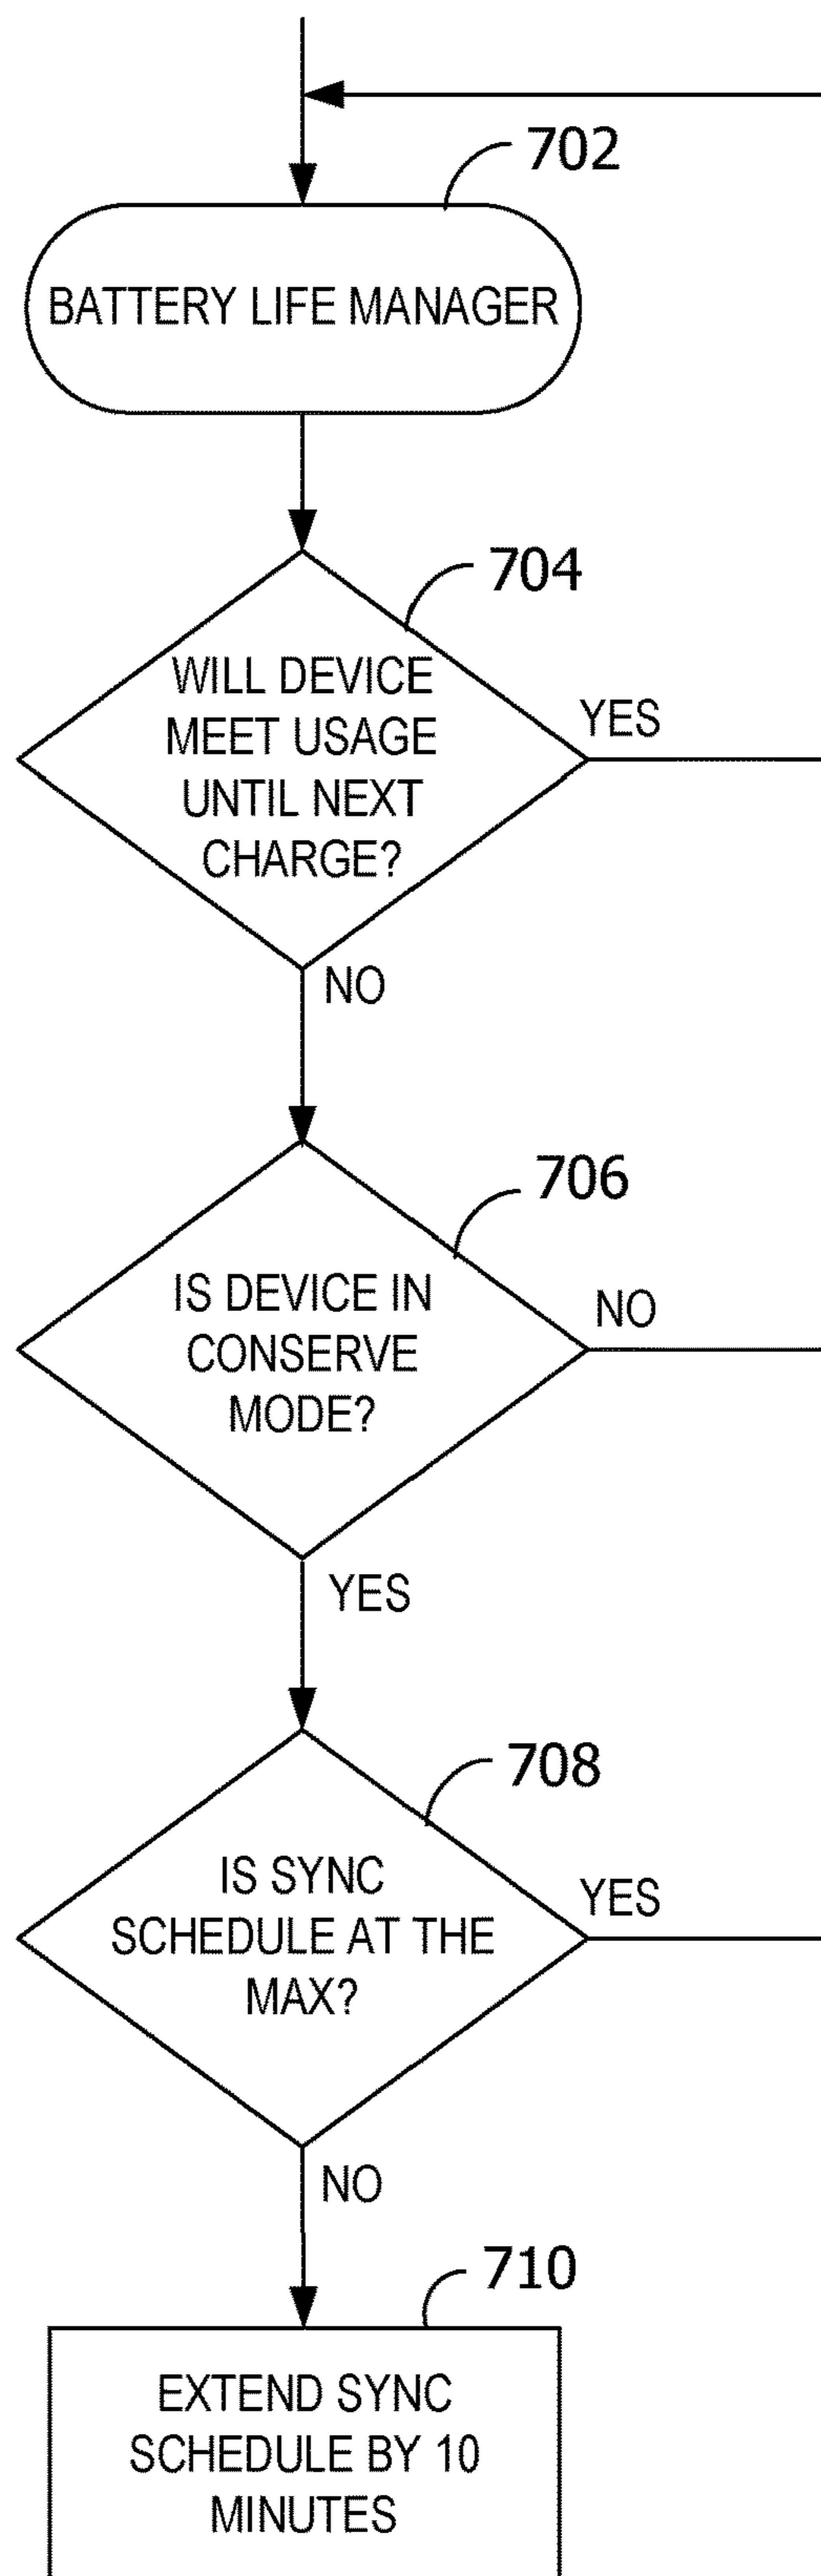 702
BATTERY LIFE MANAGER
704
WILL DEVICE
MEET USAGE
UNTIL NEXT
CHARGE?
YES
NO
706
IS DEVICE IN
CONSERVE
MODE?
NO
YES
708
IS SYNC
SCHEDULE AT THE
MAX?
YES
NO
710
EXTEND SYNC
SCHEDULE BY 10
MINUTES